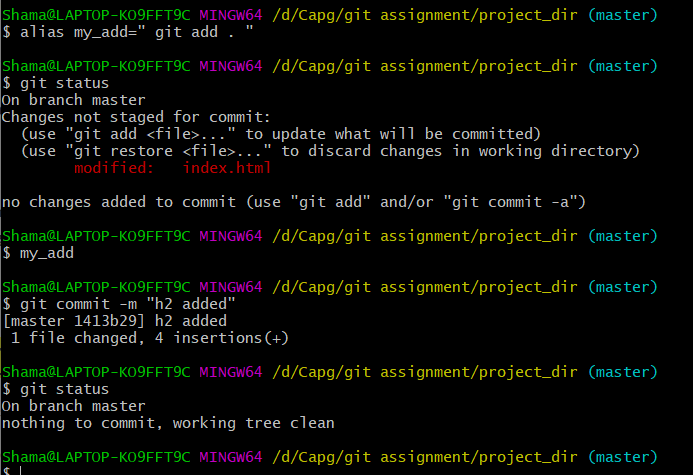 Shama@LAPTOP-KO9FFT9C MINGW64 /d/Capg/git assignment/project_dir (master)
$ alias my_add=" git add . "
Shama@LAPTOP-KO9FFT9C MINGW64 /d/Capg/git assignment/project_dir (master)
$ git status
On branch master
Changes not staged for commit:
  (use "git add <file>..." to update what will be committed)
  (use "git restore <file>..." to discard changes in working directory)
        modified:   index.html
no changes added to commit (use "git add" and/or "git commit -a")
Shama@LAPTOP-KO9FFT9C MINGW64 /d/Capg/git assignment/project_dir (master)
$ my_add
Shama@LAPTOP-KO9FFT9C MINGW64 /d/Capg/git assignment/project_dir (master)
$ git commit -m "h2 added"
[master 1413b29] h2 added
 1 file changed, 4 insertions(+)
Shama@LAPTOP-KO9FFT9C MINGW64 /d/Capg/git assignment/project_dir (master)
$ git status
On branch master
nothing to commit, working tree clean
Shama@LAPTOP-KO9FFT9C MINGW64 /d/Capg/git assignment/project_dir (master)
$